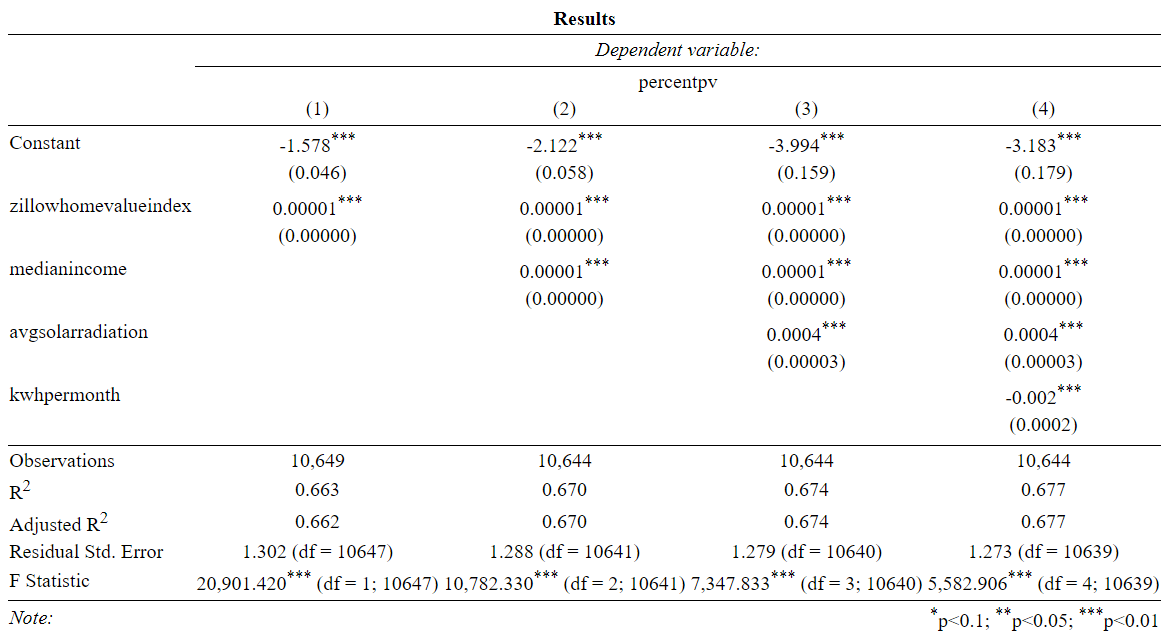 Results
Dependent variable:
percentpv
(1) (2) (3) (4)
Constant -1.578*** -2.122*** -3.994*** -3.183***
(0.046) (0.058) (0.159) (0.179)
zillowhomevalueindex 0.00001*** 0.00001*** 0.00001*** 0.00001***
(0.00000) (0.00000) (0.00000) (0.00000)
medianincome 0.00001*** 0.00001*** 0.00001***
(0.00000) (0.00000) (0.00000)
avgsolarradiation 0.0004*** 0.0004***
(0.00003) (0.00003)
kwhpermonth -0.002***
(0.0002)
Observations 10,649 10,644 10,644 10,644
R2 0.663 0.670 0.674 0.677
Adjusted R2 0.662 0.670 0.674 0.677
Residual Std. Error 1.302 (df = 10647) 1.288 (df = 10641) 1.279 (df = 10640) 1.273 (df = 10639)
F Statistic 20,901.420*** (df = 1; 10647) 10,782.330*** (df = 2; 10641) 7,347.833*** (df = 3; 10640) 5,582.906*** (df = 4; 10639)
Note: *p<0.1; **p<0.05; ***p<0.01